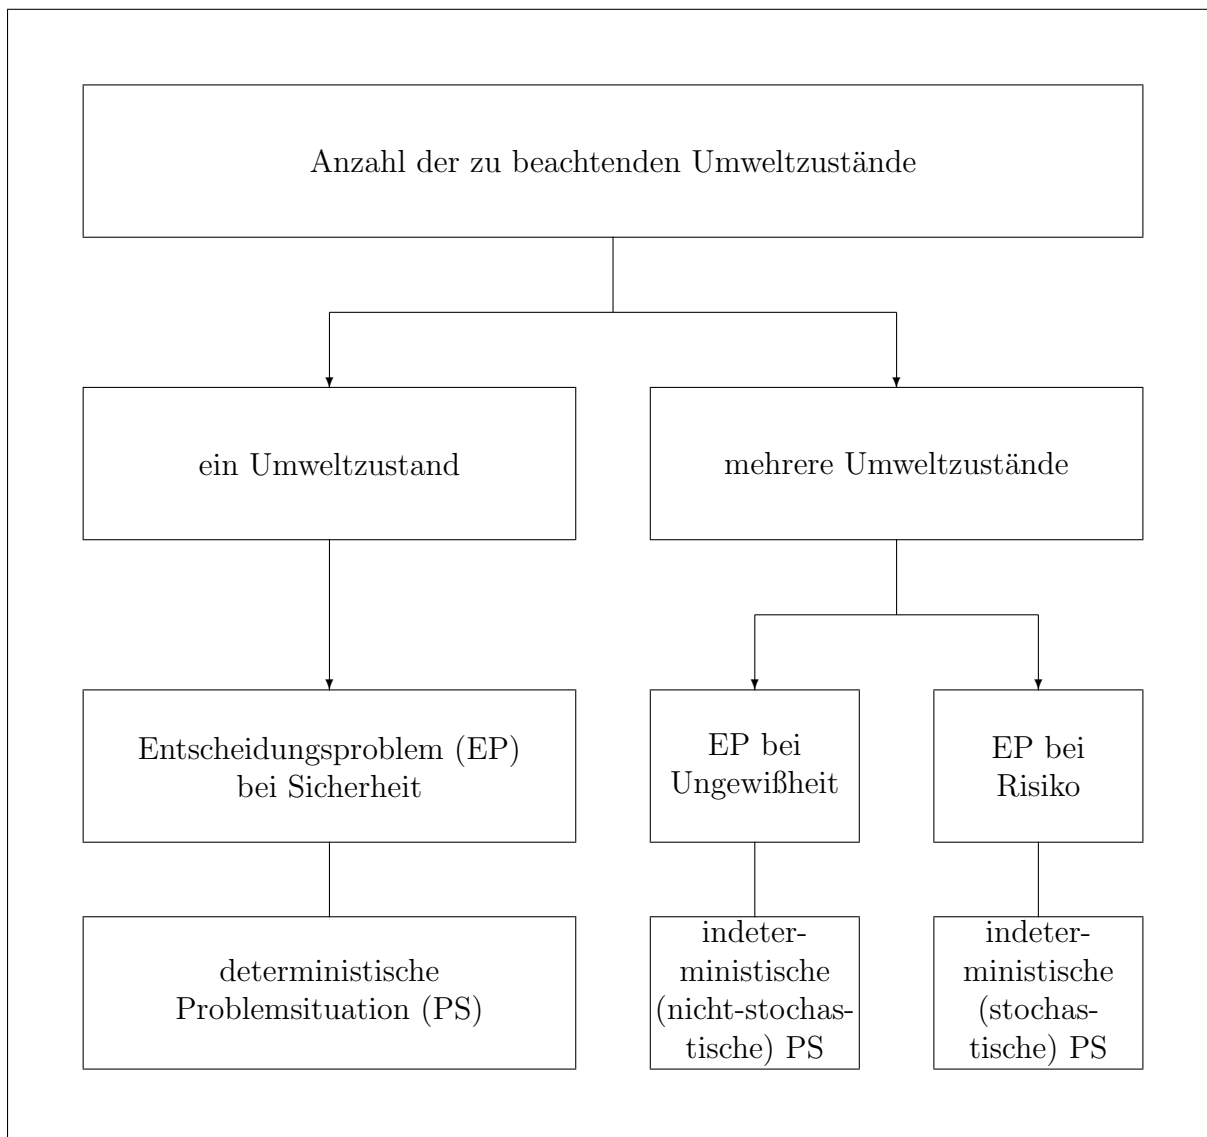 Anzahl der zu beachtenden Umweltzustände
ein Umweltzustand
mehrere Umweltzustände
Entscheidungsproblem (EP)
bei Sicherheit
EP bei
Ungewißheit
EP bei
Risiko
deterministische
Problemsituation (PS)
indeter-
ministische
(nicht-stochas-
tische) PS
indeter-
ministische
(stochas-
tische) PS